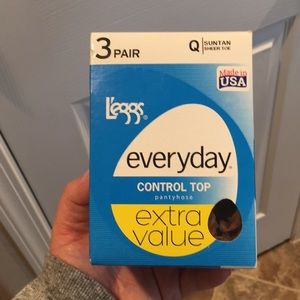 3 PAIR
Q SUNTAN
SHEER TOE
Made in
USA
L'eggs®
everyday®
CONTROL TOP
pantyhose
extra
value